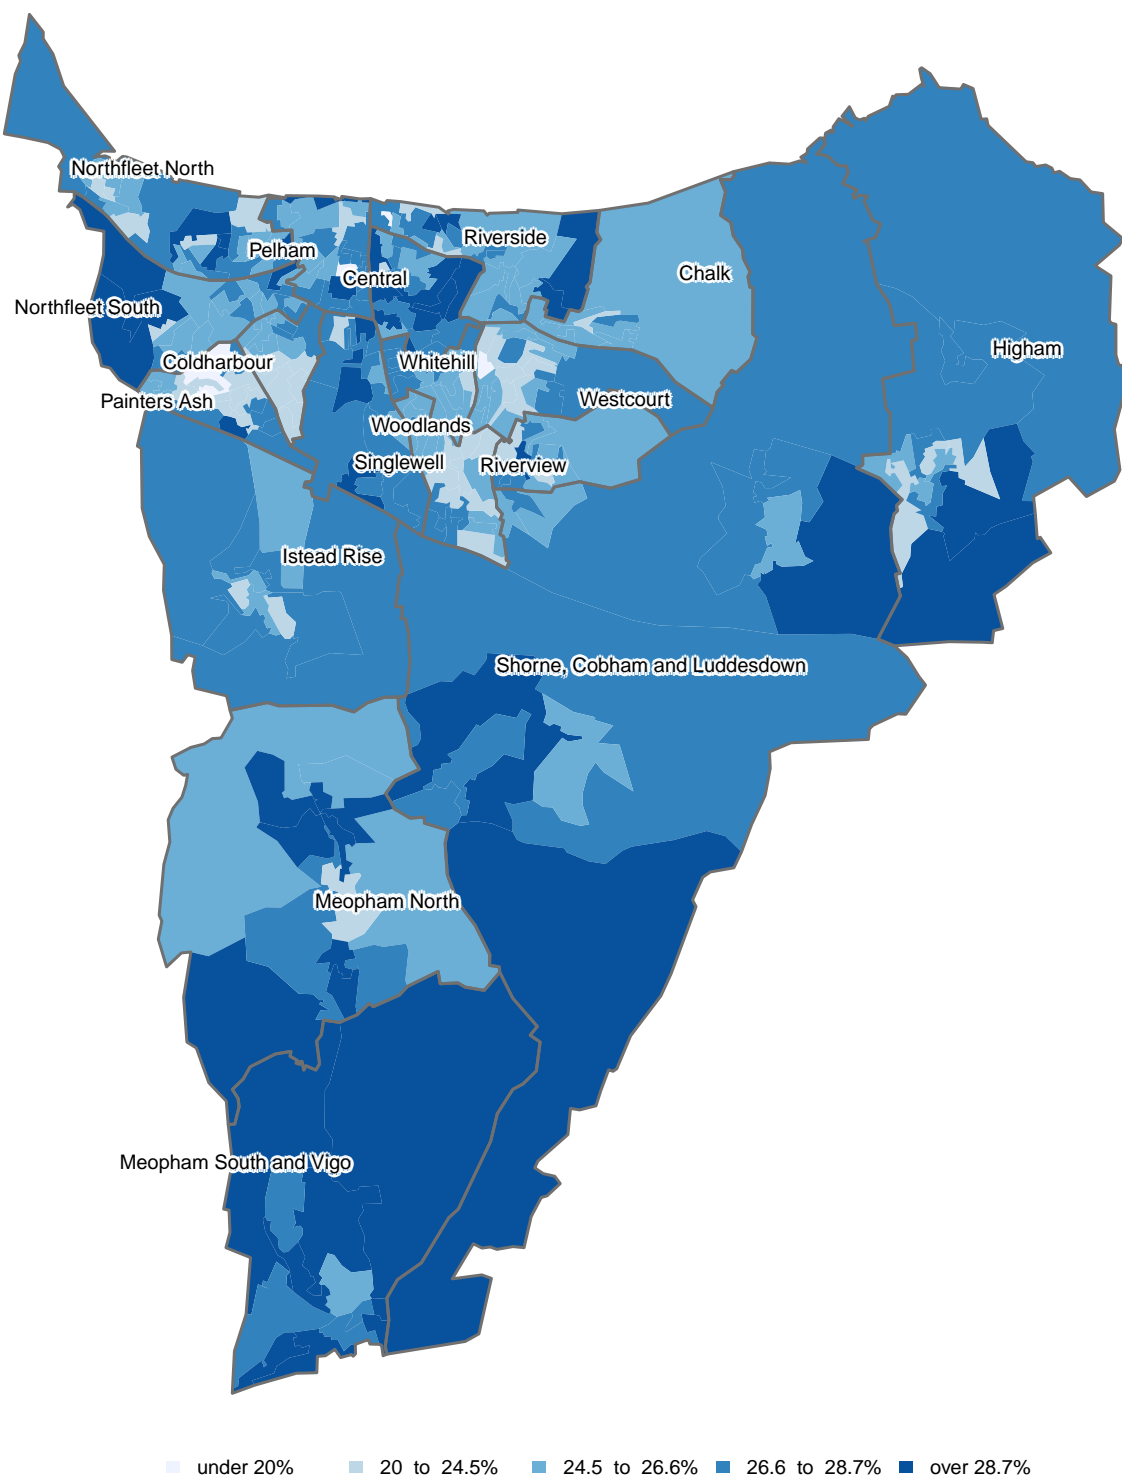 Northfleet North
Riverside
Pelham
Chalk
Central
Northfleet South
Higham
Coldharbour
Whitehill
Painters Ash
Westcourt
Woodlands
Singlewell
Riverview
Istead Rise
Shorne, Cobham and Luddesdown
Meopham North
Meopham South and Vigo
under 20% 20 to 24.5% 24.5 to 26.6% 26.6 to 28.7% over 28.7%